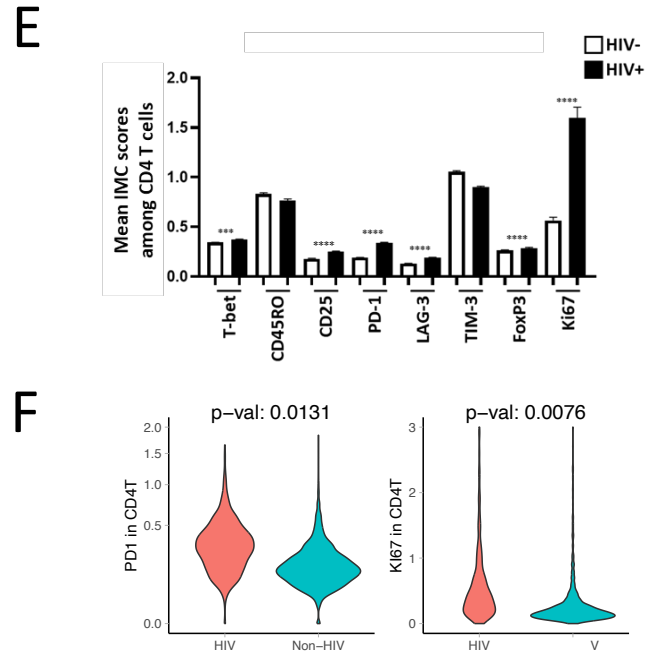 E
HIV-
HIV+
Mean IMC scores
among CD4 T cells
2.0
1.5
1.0
0.5
0.0
***
****
****
****
****
****
T-bet
CD45RO
CD25
PD-1
LAG-3
TIM-3
FoxP3
Ki67
F
p-val: 0.0131
PD1 in CD4T
2.0
1.5
1.0
0.5
0.0
HIV
Non-HIV
p-val: 0.0076
KI67 in CD4T
3
2
1
0
HIV
V